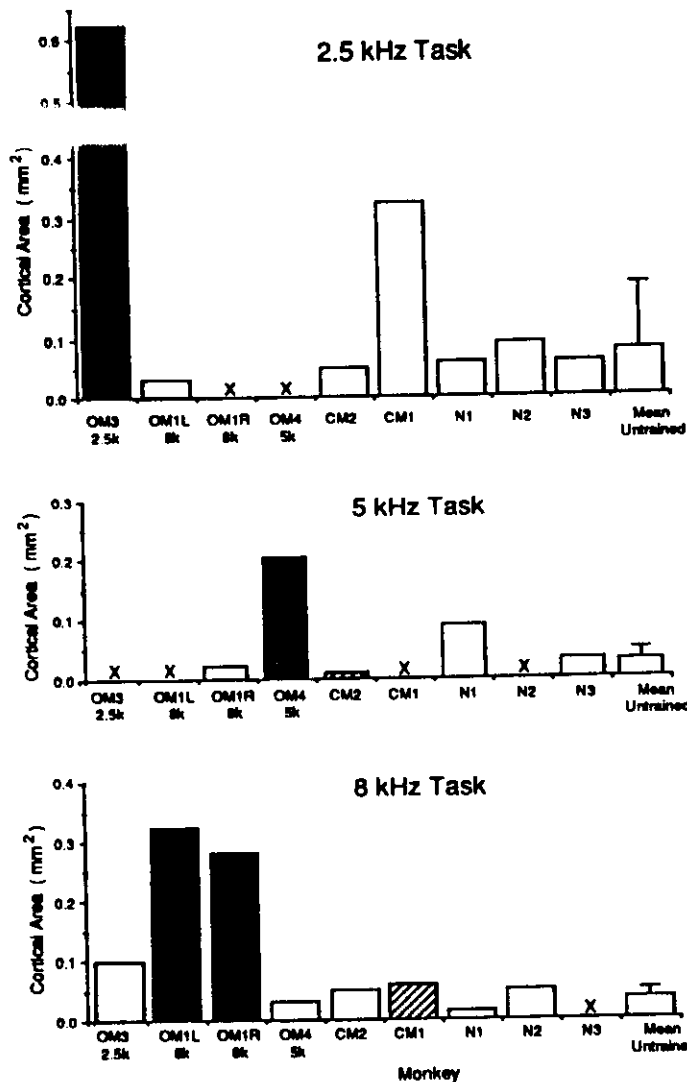 2.5 kHz Task
0.6
0.5
0.4
0.3
0.2
0.1
0.0
Cortical Area ( mm2 )
x x
OM3 OM1L OM1R OM4 CM2 CM1 N1 N2 N3 Mean
2.5k 8k 8k 5k Untrained
5 kHz Task
0.3
0.2
0.1
0.0
Cortical Area ( mm2 )
x x x x
OM3 OM1L OM1R OM4 CM2 CM1 N1 N2 N3 Mean
2.5k 8k 8k 5k Untrained
8 kHz Task
0.4
0.3
0.2
0.1
0.0
Cortical Area ( mm2 )
x
OM3 OM1L OM1R OM4 CM2 CM1 N1 N2 N3 Mean
2.5k 8k 8k 5k Untrained
Monkey